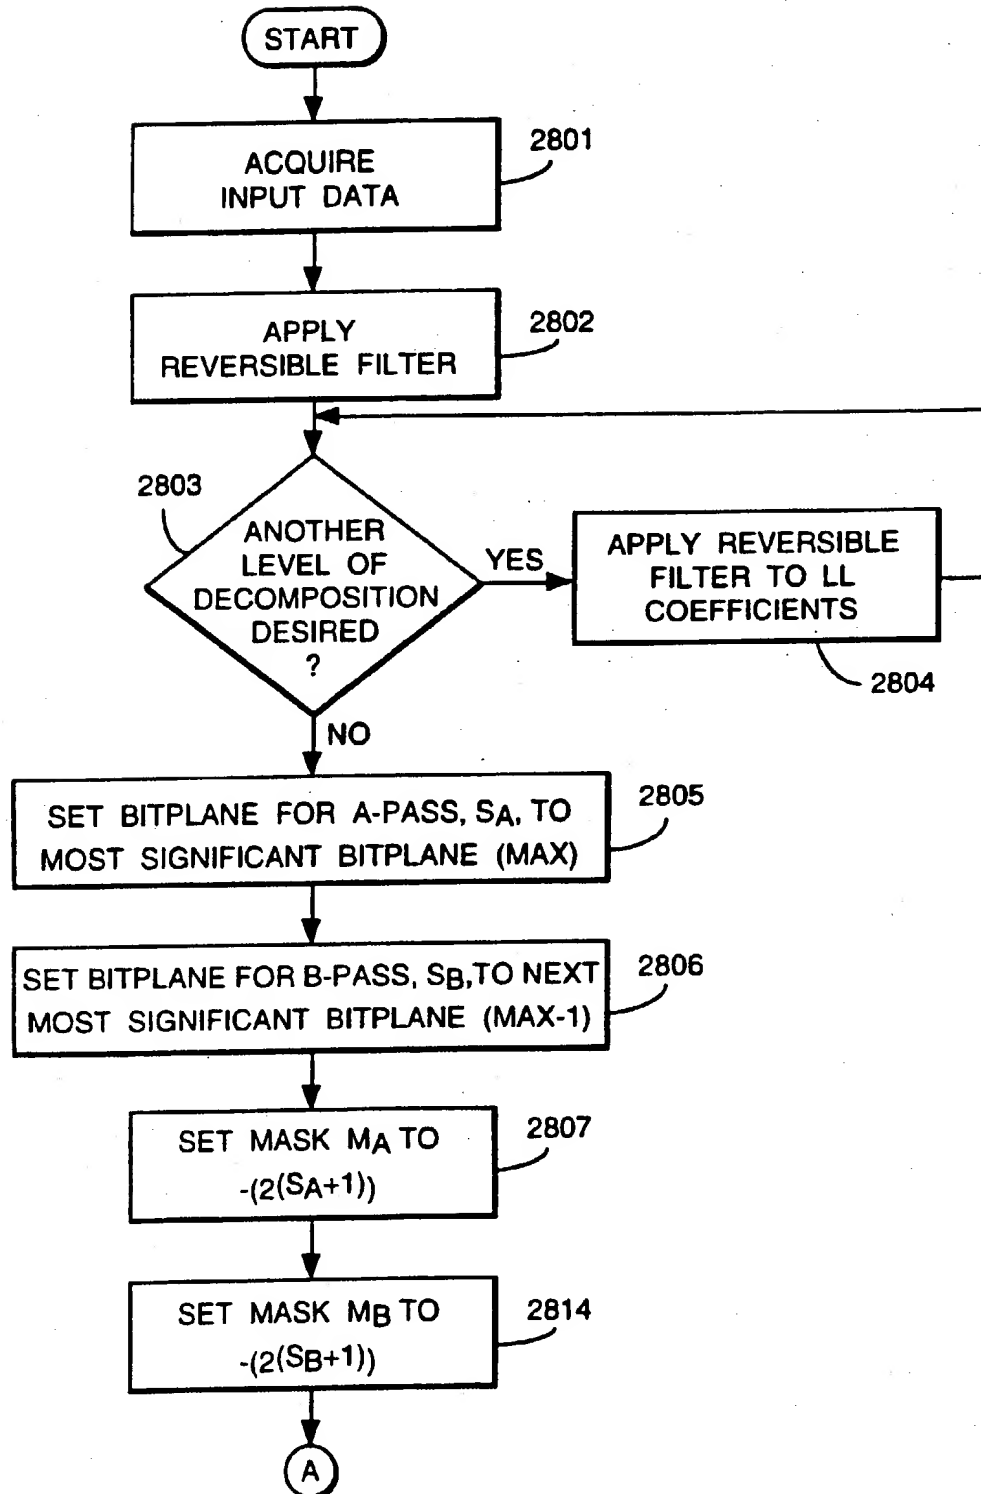 START
ACQUIRE
INPUT DATA
2801
APPLY
REVERSIBLE FILTER
2802
2803
ANOTHER
LEVEL OF
DECOMPOSITION
DESIRED
?
YES
APPLY REVERSIBLE
FILTER TO LL
COEFFICIENTS
2804
NO
SET BITPLANE FOR A-PASS, SA, TO
MOST SIGNIFICANT BITPLANE (MAX)
2805
SET BITPLANE FOR B-PASS, SB, TO NEXT
MOST SIGNIFICANT BITPLANE (MAX-1)
2806
SET MASK MA TO
-(2(SA+1))
2807
SET MASK MB TO
-(2(SB+1))
2814
A